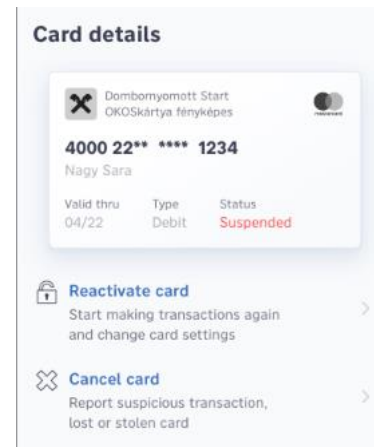 Card details
Dombornyomott Start
OKOSkártya fényképes
4000 22** **** 1234
Nagy Sara
Valid thru Type Status
04/22 Debit Suspended
Reactivate card
Start making transactions again
and change card settings
Cancel card
Report suspicious transaction,
lost or stolen card